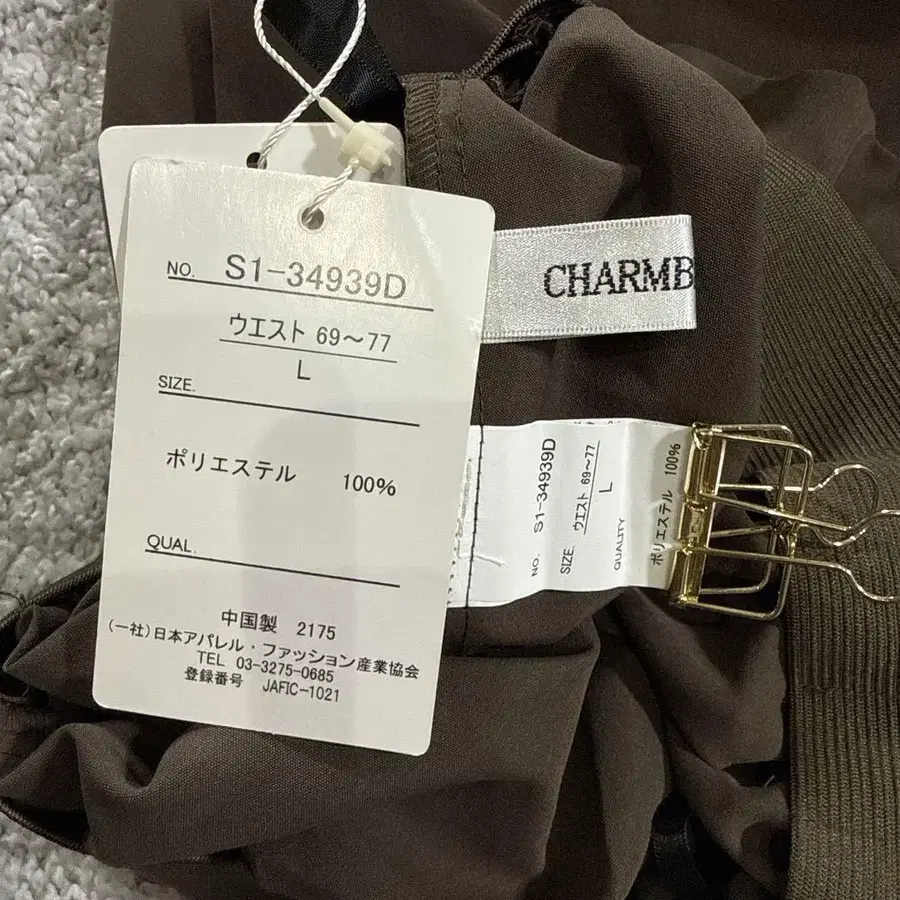 NO. S1-34939D
ウエスト 69～77
SIZE. L
ポリエステル 100%
QUAL.
中国製 2175
(一社)日本アパレル・ファッション産業協会
TEL 03-3275-0685
登録番号 JAFIC-1021
CHARMB
NO. S1-34939D
SIZE. ウエスト 69～77
L
QUALITY
ポリエステル 100%